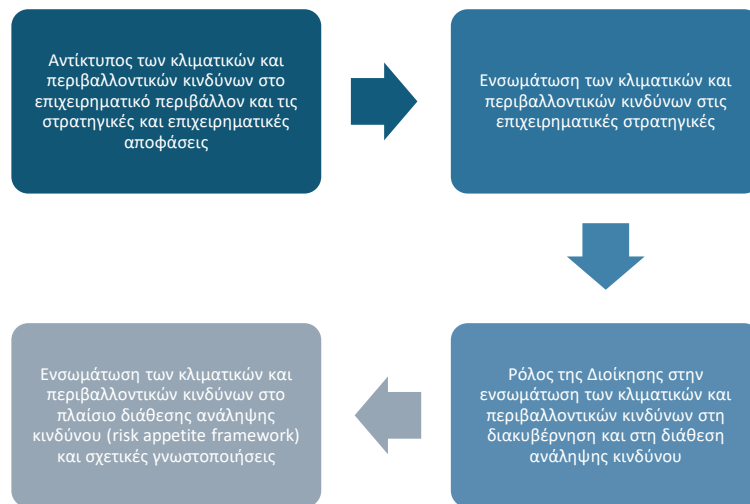 Αντίκτυπος των κλιματικών και
περιβαλλοντικών κινδύνων στο
επιχειρηματικό περιβάλλον και τις
στρατηγικές και επιχειρηματικές
αποφάσεις
Ενσωμάτωση των κλιματικών και
περιβαλλοντικών κινδύνων στις
επιχειρηματικές στρατηγικές
Ρόλος της Διοίκησης στην
ενσωμάτωση των κλιματικών και
περιβαλλοντικών κινδύνων στη
διακυβέρνηση και στη διάθεση
ανάληψης κινδύνου
Ενσωμάτωση των κλιματικών και
περιβαλλοντικών κινδύνων στο
πλαίσιο διάθεσης ανάληψης
κινδύνου (risk appetite framework)
και σχετικές γνωστοποιήσεις